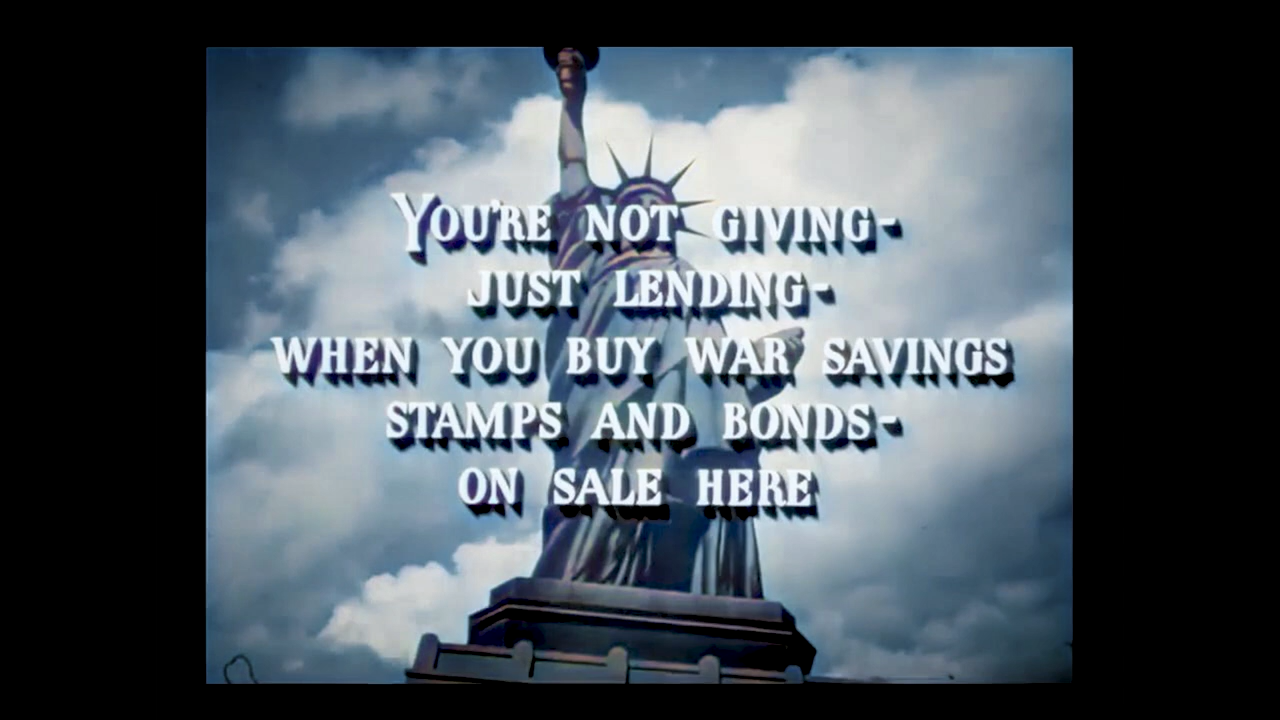 YOU'RE NOT GIVING-
JUST LENDING-
WHEN YOU BUY WAR SAVINGS
STAMPS AND BONDS-
ON SALE HERE